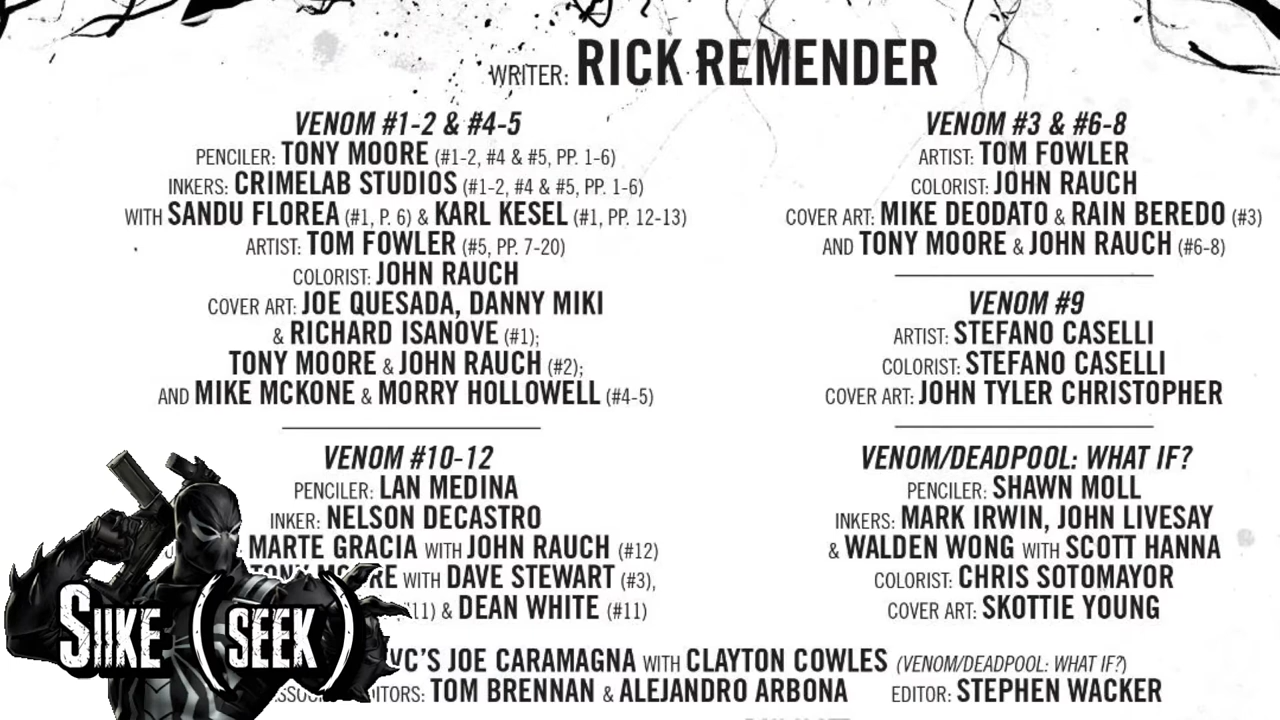 WRITER: RICK REMENDER
VENOM #1-2 & #4-5
PENCILER: TONY MOORE (#1-2, #4 & #5, PP. 1-6)
INKERS: CRIMELAB STUDIOS (#1-2, #4 & #5, PP. 1-6)
WITH SANDU FLOREA (#1, P. 6) & KARL KESEL (#1, PP. 12-13)
ARTIST: TOM FOWLER (#5, PP. 7-20)
COLORIST: JOHN RAUCH
COVER ART: JOE QUESADA, DANNY MIKI
& RICHARD ISANOVE (#1);
TONY MOORE & JOHN RAUCH (#2);
AND MIKE MCKONE & MORRY HOLLOWELL (#4-5)
VENOM #10-12
PENCILER: LAN MEDINA
INKER: NELSON DECASTRO
MARTE GRACIA WITH JOHN RAUCH (#12)
WITH DAVE STEWART (#3),
& DEAN WHITE (#11)
VENOM #3 & #6-8
ARTIST: TOM FOWLER
COLORIST: JOHN RAUCH
COVER ART: MIKE DEODATO & RAIN BEREDO (#3)
AND TONY MOORE & JOHN RAUCH (#6-8)
VENOM #9
ARTIST: STEFANO CASELLI
COLORIST: STEFANO CASELLI
COVER ART: JOHN TYLER CHRISTOPHER
VENOM/DEADPOOL: WHAT IF?
PENCILER: SHAWN MOLL
INKERS: MARK IRWIN, JOHN LIVESAY
& WALDEN WONG WITH SCOTT HANNA
COLORIST: CHRIS SOTOMAYOR
COVER ART: SKOTTIE YOUNG
VC'S JOE CARAMAGNA WITH CLAYTON COWLES (VENOM/DEADPOOL: WHAT IF?)
TOM BRENNAN & ALEJANDRO ARBONA EDITOR: STEPHEN WACKER
SIIKE (SEEK)